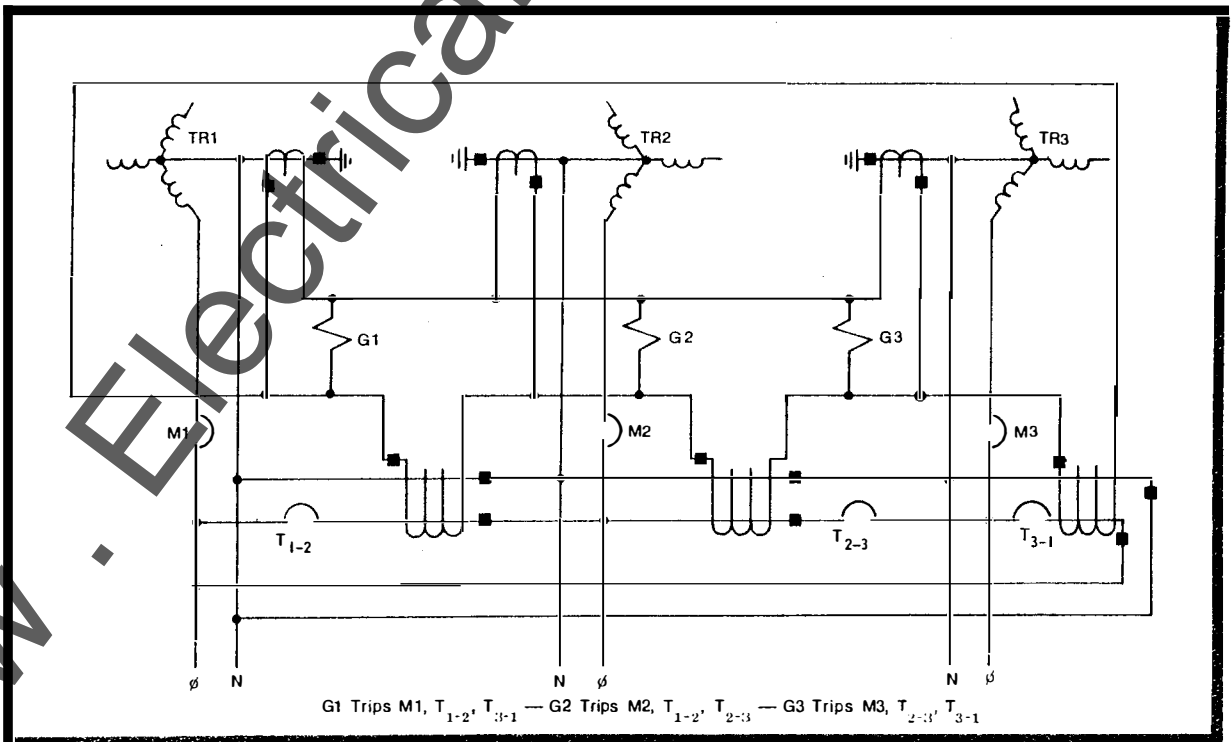 TR1 TR2 TR3
G1 G2 G3
M1 M2 M3
T1-2 T2-3 T3-1
ø N N ø N ø
G1 Trips M1, T1-2, T3-1 — G2 Trips M2, T1-2, T2-3 — G3 Trips M3, T2-3, T3-1
w . Electrica